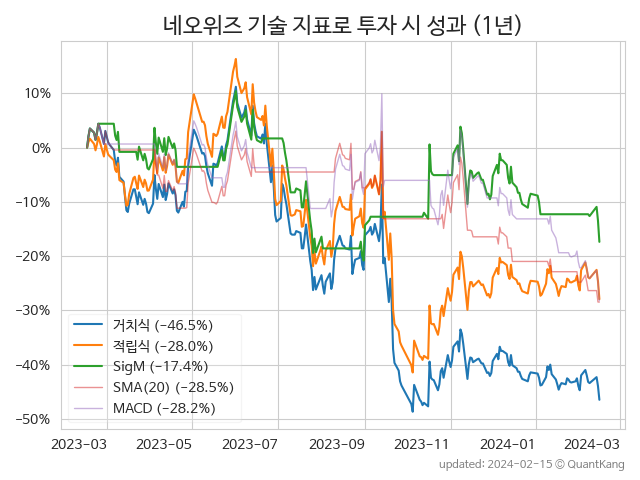 네오위즈 기술 지표로 투자 시 성과 (1년)
10%
0%
−10%
−20%
−30%
−40%
−50%
거치식 (−46.5%)
적립식 (−28.0%)
SigM (−17.4%)
SMA(20) (−28.5%)
MACD (−28.2%)
2023−03 2023−05 2023−07 2023−09 2023−11 2024−01 2024−03
updated: 2024−02−15 © QuantKang